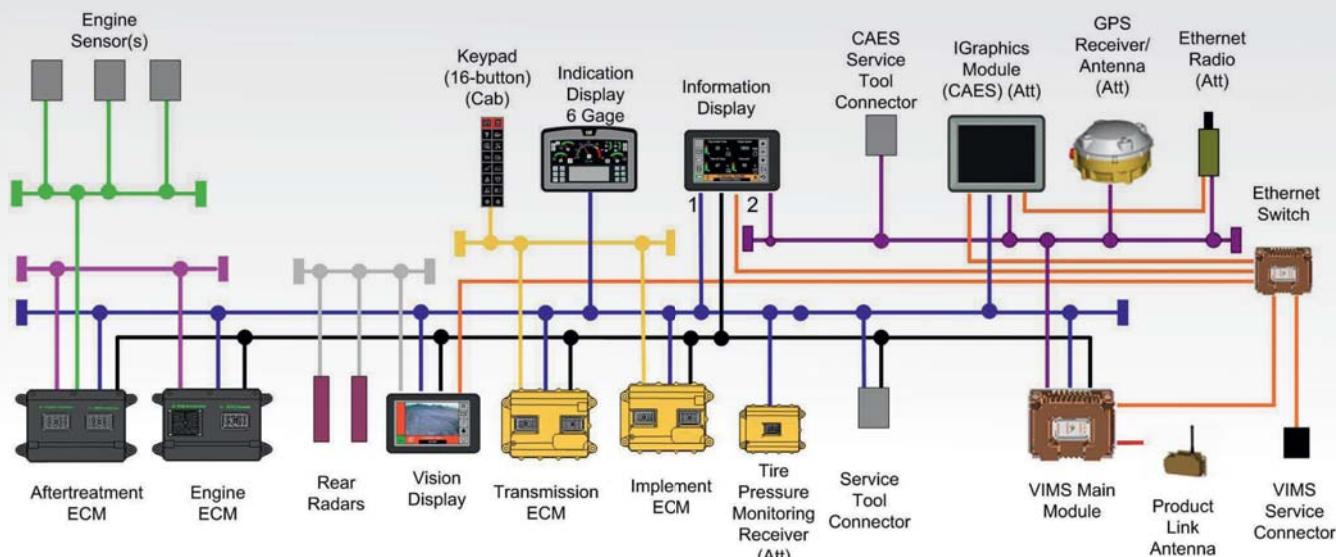 Engine
Sensor(s)
Keypad
(16-button)
(Cab)
Indication
Display
6 Gage
Information
Display
CAES
Service
Tool
Connector
IGraphics
Module
(CAES) (Att)
GPS
Receiver/
Antenna
(Att)
Ethernet
Radio
(Att)
Ethernet
Switch
1
2
Aftertreatment
ECM
Engine
ECM
Rear
Radars
Vision
Display
Transmission
ECM
Implement
ECM
Tire
Pressure
Monitoring
Receiver
(Att)
Service
Tool
Connector
VIMS Main
Module
Product
Link
Antenna
VIMS
Service
Connector